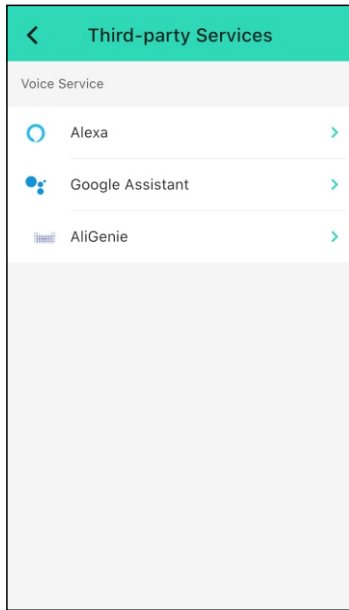 Third-party Services
Voice Service
Alexa
Google Assistant
AliGenie